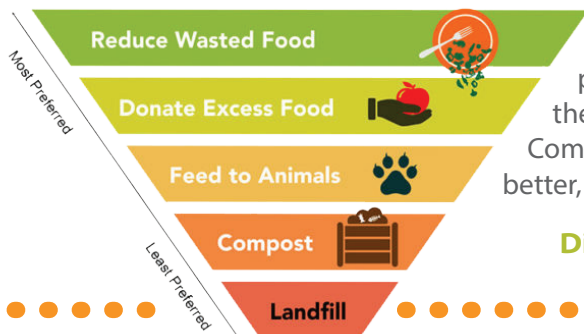 Reduce Wasted Food
Donate Excess Food
Feed to Animals
Compost
Landfill
Most Preferred
Least Preferred
the
Com
better,